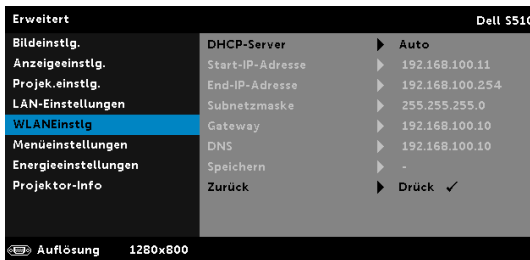 Erweitert Dell S510
Bildeinstlg.
Anzeigeeinstlg.
Projek.einstlg.
LAN-Einstellungen
WLANEinstlg
Menüeinstellungen
Energieeinstellungen
Projektor-Info
DHCP-Server Auto
Start-IP-Adresse 192.168.100.11
End-IP-Adresse 192.168.100.254
Subnetzmaske 255.255.255.0
Gateway 192.168.100.10
DNS 192.168.100.10
Speichern -
Zurück Drück ✓
Auflösung 1280x800